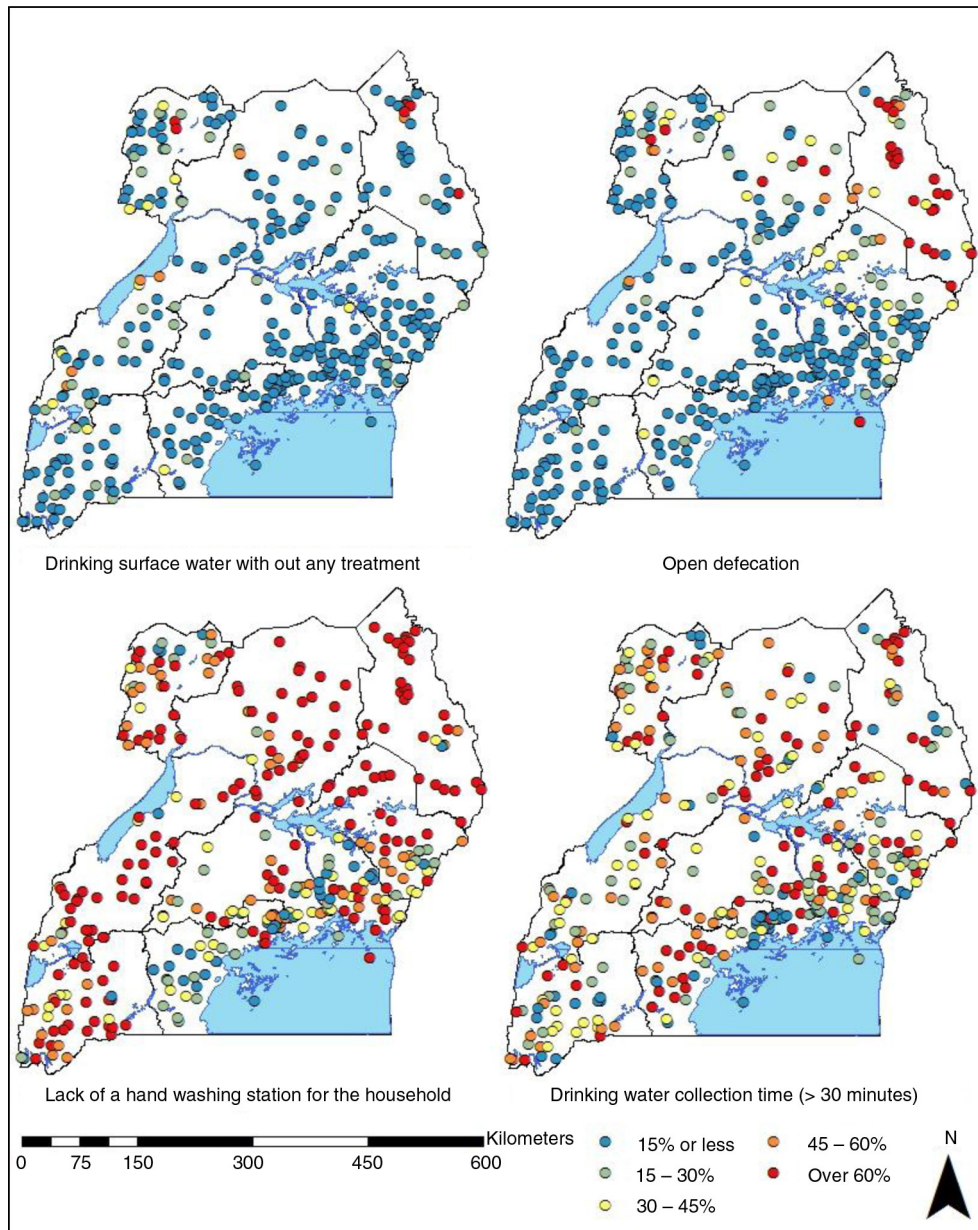 Drinking surface water with out any treatment
Open defecation
Lack of a hand washing station for the household
Drinking water collection time (> 30 minutes)
Kilometers
0 75 150 300 450 600
15% or less
15 – 30%
30 – 45%
45 – 60%
Over 60%
N